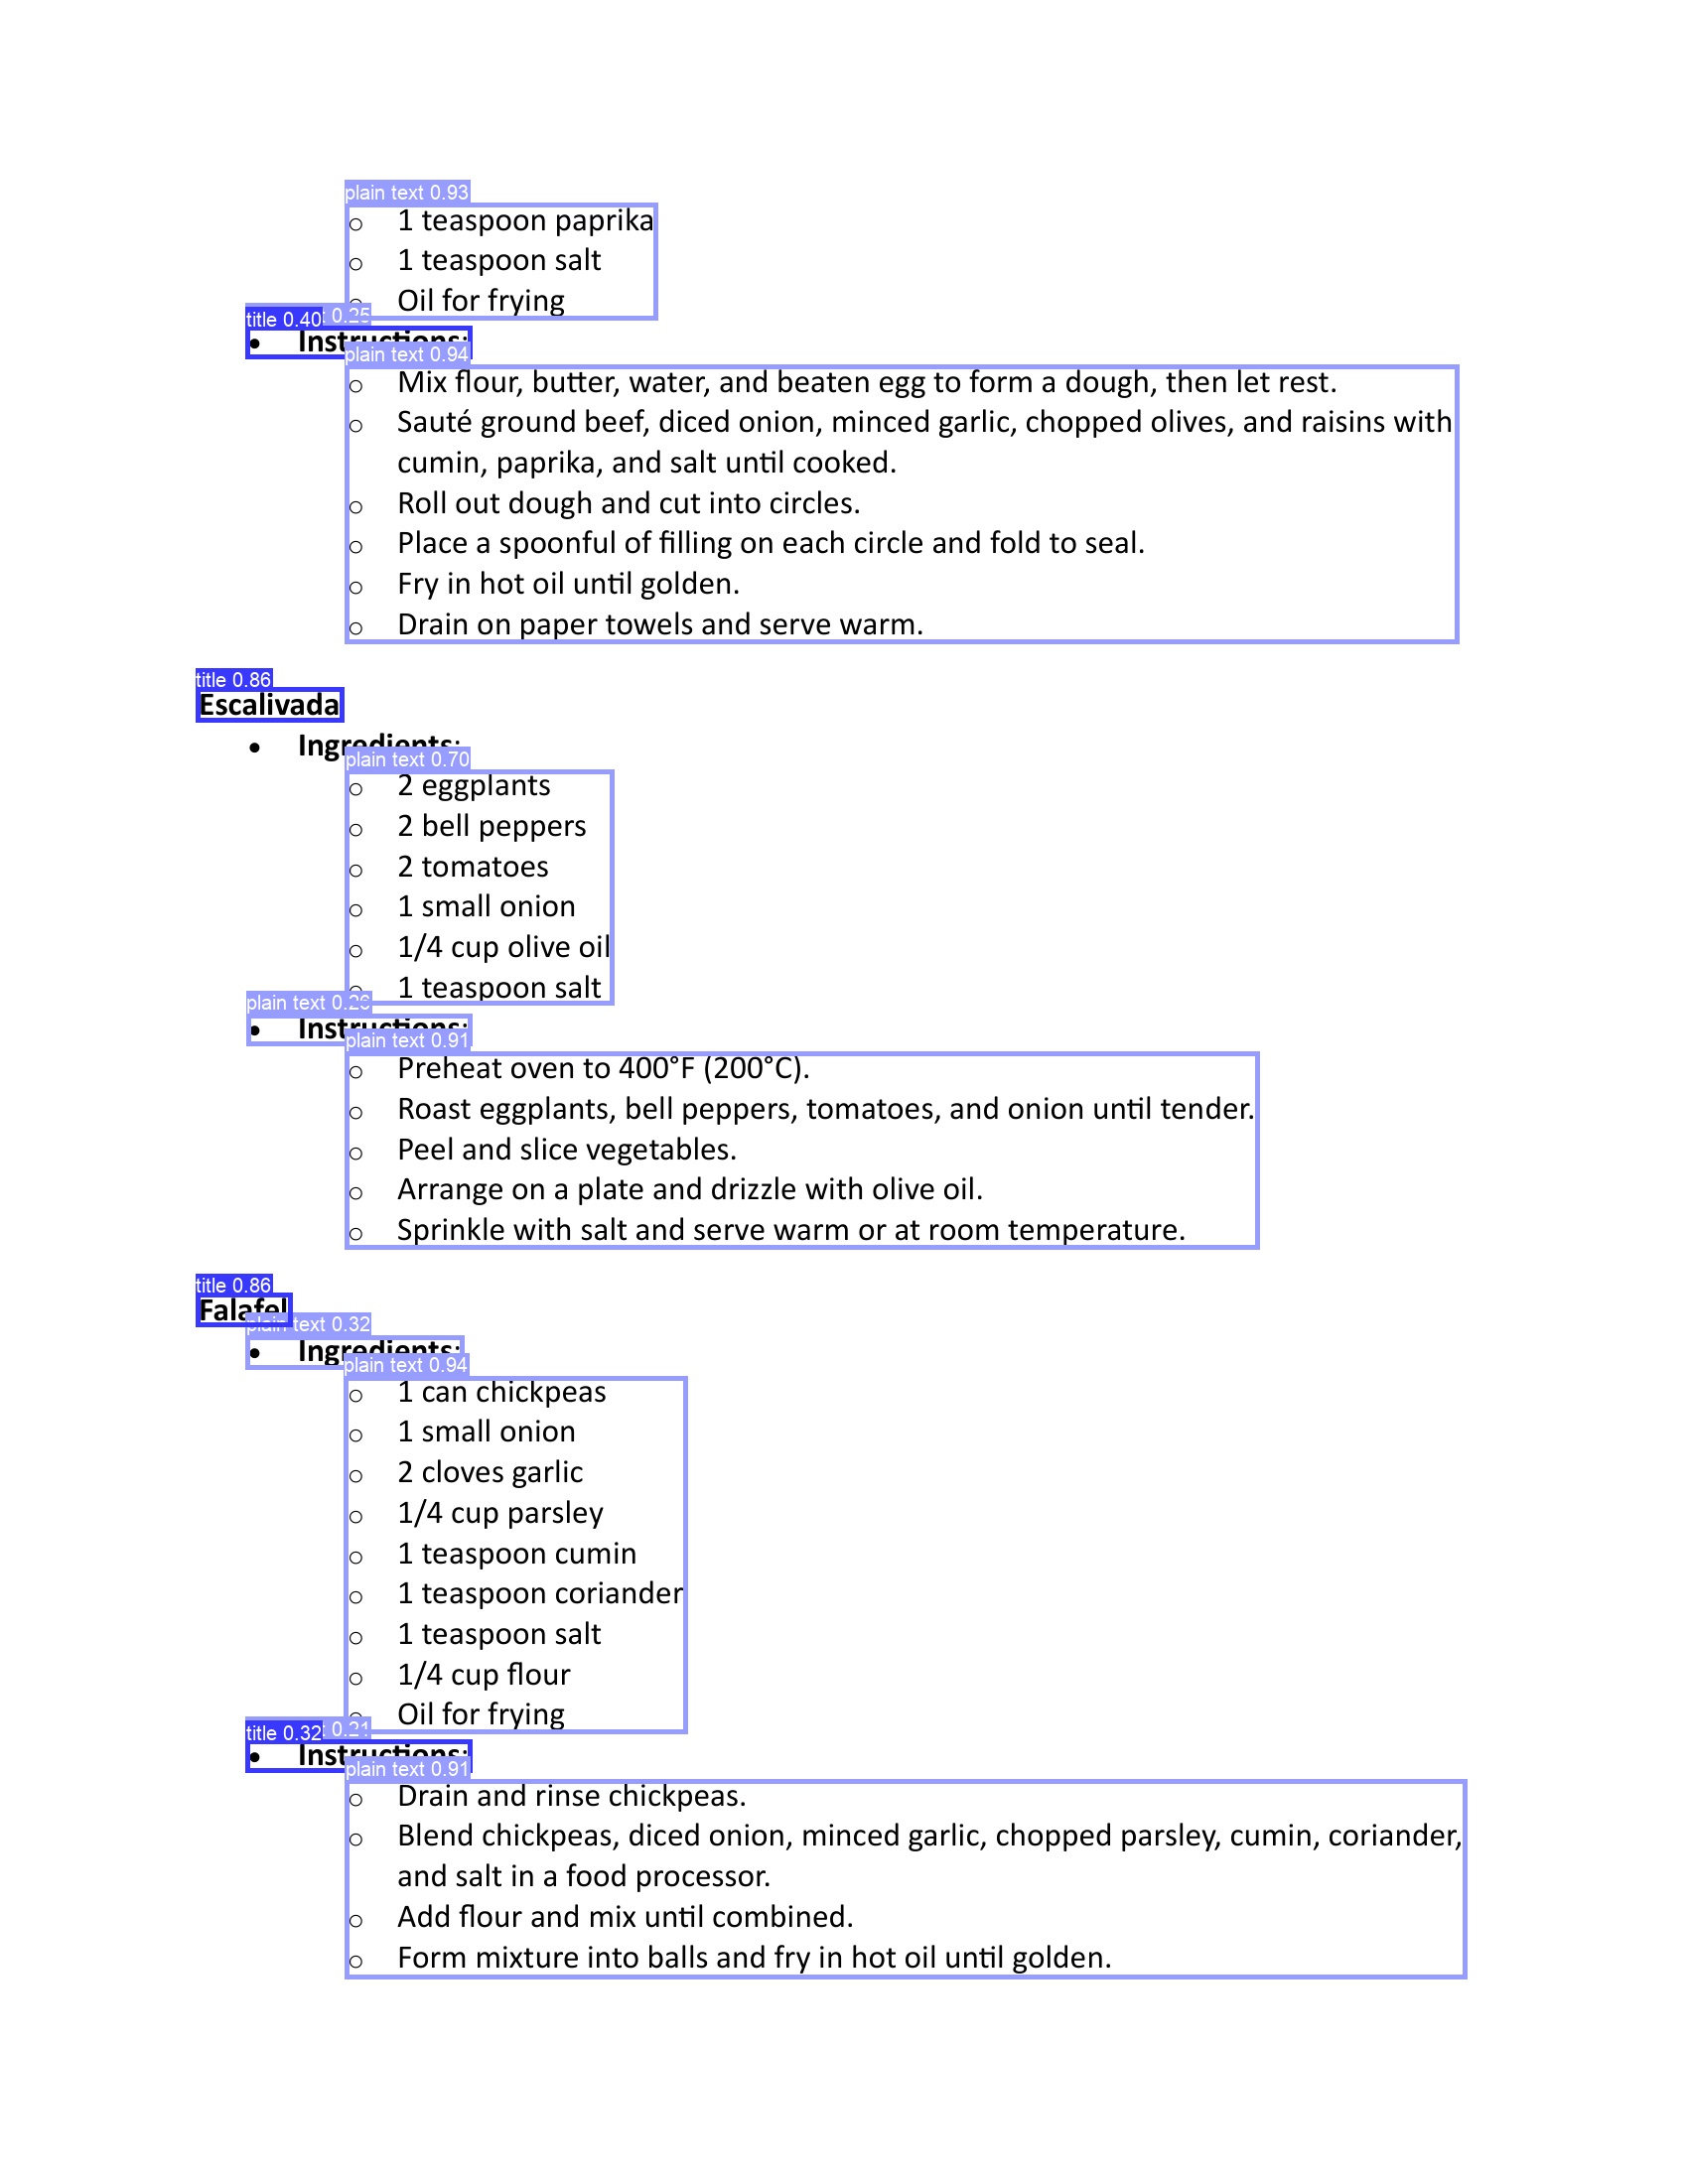 plain text 0.93
○ 1 teaspoon paprika
○ 1 teaspoon salt
○ Oil for frying
title 0.40 0.25
• Instructions:
plain text 0.94
○ Mix flour, butter, water, and beaten egg to form a dough, then let rest.
○ Sauté ground beef, diced onion, minced garlic, chopped olives, and raisins with
cumin, paprika, and salt until cooked.
○ Roll out dough and cut into circles.
○ Place a spoonful of filling on each circle and fold to seal.
○ Fry in hot oil until golden.
○ Drain on paper towels and serve warm.
title 0.86
Escalivada
• Ingredients:
plain text 0.70
○ 2 eggplants
○ 2 bell peppers
○ 2 tomatoes
○ 1 small onion
○ 1/4 cup olive oil
○ 1 teaspoon salt
plain text 0.26
• Instructions:
plain text 0.91
○ Preheat oven to 400°F (200°C).
○ Roast eggplants, bell peppers, tomatoes, and onion until tender.
○ Peel and slice vegetables.
○ Arrange on a plate and drizzle with olive oil.
○ Sprinkle with salt and serve warm or at room temperature.
title 0.86
Falafel
plain text 0.32
• Ingredients:
plain text 0.94
○ 1 can chickpeas
○ 1 small onion
○ 2 cloves garlic
○ 1/4 cup parsley
○ 1 teaspoon cumin
○ 1 teaspoon coriander
○ 1 teaspoon salt
○ 1/4 cup flour
○ Oil for frying
title 0.32 0.21
• Instructions:
plain text 0.91
○ Drain and rinse chickpeas.
○ Blend chickpeas, diced onion, minced garlic, chopped parsley, cumin, coriander,
and salt in a food processor.
○ Add flour and mix until combined.
○ Form mixture into balls and fry in hot oil until golden.